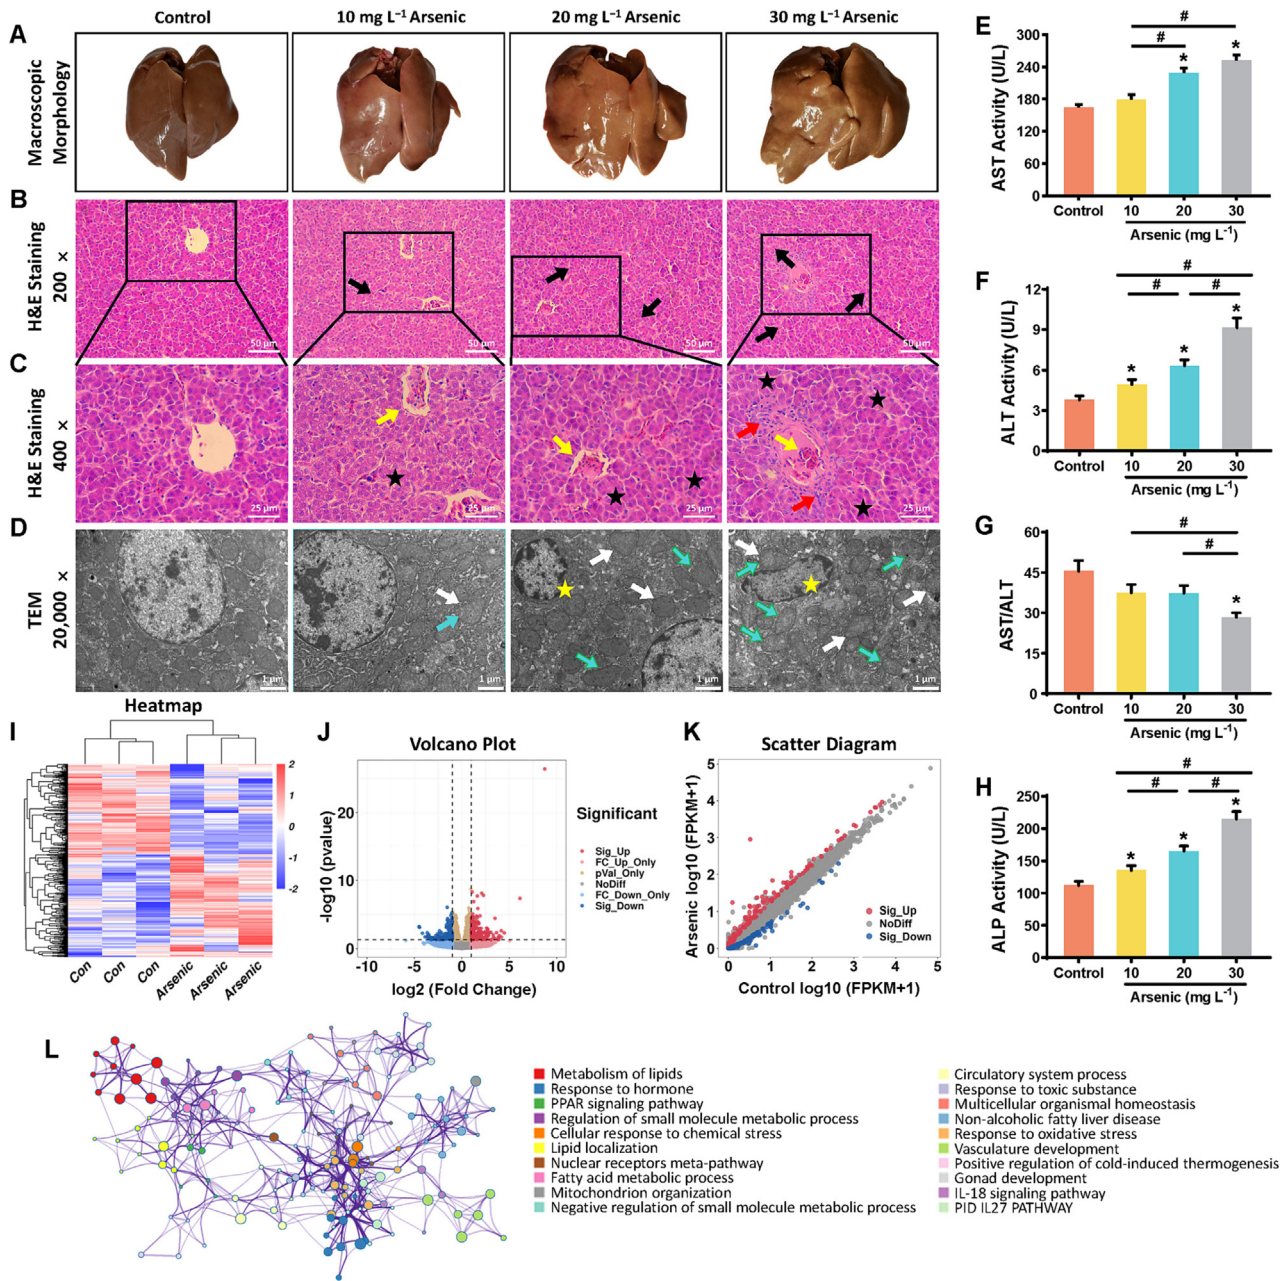 Control
10 mg L⁻¹ Arsenic
20 mg L⁻¹ Arsenic
30 mg L⁻¹ Arsenic
A
Macroscopic
Morphology
B
H&E Staining
200 ×
50 µm
50 µm
50 µm
50 µm
C
H&E Staining
400 ×
25 µm
25 µm
25 µm
25 µm
D
TEM
20,000 ×
1 µm
1 µm
1 µm
1 µm
E
AST Activity (U/L)
300
240
180
120
60
0
#
#
*
*
Control
10
20
30
Arsenic (mg L⁻¹)
F
ALT Activity (U/L)
12
9
6
3
0
#
#
#
*
*
*
Control
10
20
30
Arsenic (mg L⁻¹)
G
AST/ALT
60
45
30
15
0
#
#
*
Control
10
20
30
Arsenic (mg L⁻¹)
H
ALP Activity (U/L)
250
200
150
100
50
0
#
#
#
*
*
*
Control
10
20
30
Arsenic (mg L⁻¹)
I
Heatmap
2
1
0
-1
-2
Con
Con
Con
Arsenic
Arsenic
Arsenic
J
Volcano Plot
-log10 (pvalue)
20
10
0
-10
-5
0
5
10
log2 (Fold Change)
Significant
Sig_Up
FC_Up_Only
pVal_Only
NoDiff
FC_Down_Only
Sig_Down
K
Scatter Diagram
Arsenic log10 (FPKM+1)
5
4
3
2
1
0
0
1
2
3
4
5
Control log10 (FPKM+1)
Sig_Up
NoDiff
Sig_Down
L
Metabolism of lipids
Response to hormone
PPAR signaling pathway
Regulation of small molecule metabolic process
Cellular response to chemical stress
Lipid localization
Nuclear receptors meta-pathway
Fatty acid metabolic process
Mitochondrion organization
Negative regulation of small molecule metabolic process
Circulatory system process
Response to toxic substance
Multicellular organismal homeostasis
Non-alcoholic fatty liver disease
Response to oxidative stress
Vasculature development
Positive regulation of cold-induced thermogenesis
Gonad development
IL-18 signaling pathway
PID IL27 PATHWAY